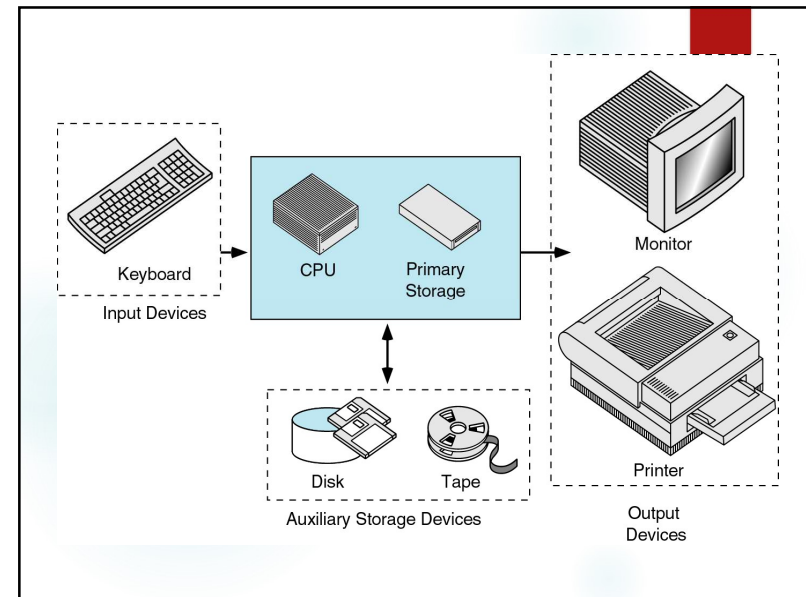 Keyboard
Input Devices
CPU
Primary
Storage
Monitor
Printer
Output
Devices
Disk
Tape
Auxiliary Storage Devices